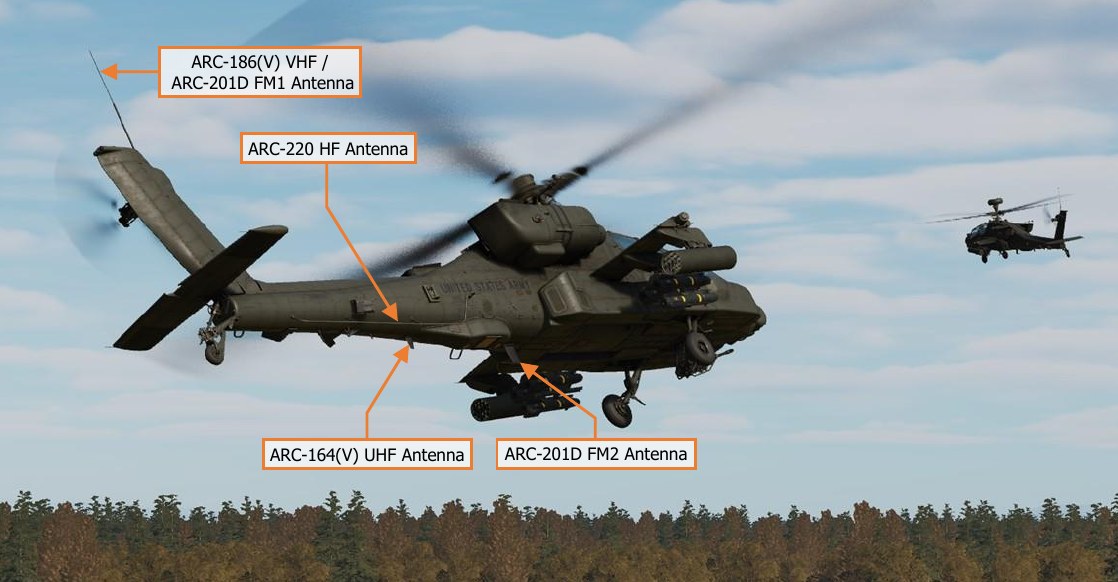 ARC-186(V) VHF /
ARC-201D FM1 Antenna
ARC-220 HF Antenna
UNITED STATES ARMY
ARC-164(V) UHF Antenna
ARC-201D FM2 Antenna